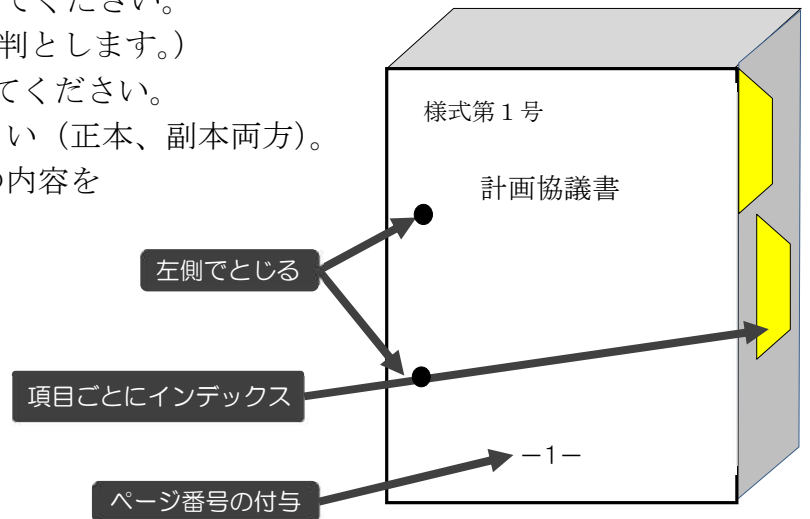 てください。
判とします。)
てください。
い（正本、副本両方）。
の内容を
様式第１号
計画協議書
左側でとじる
項目ごとにインデックス
－1－
ページ番号の付与